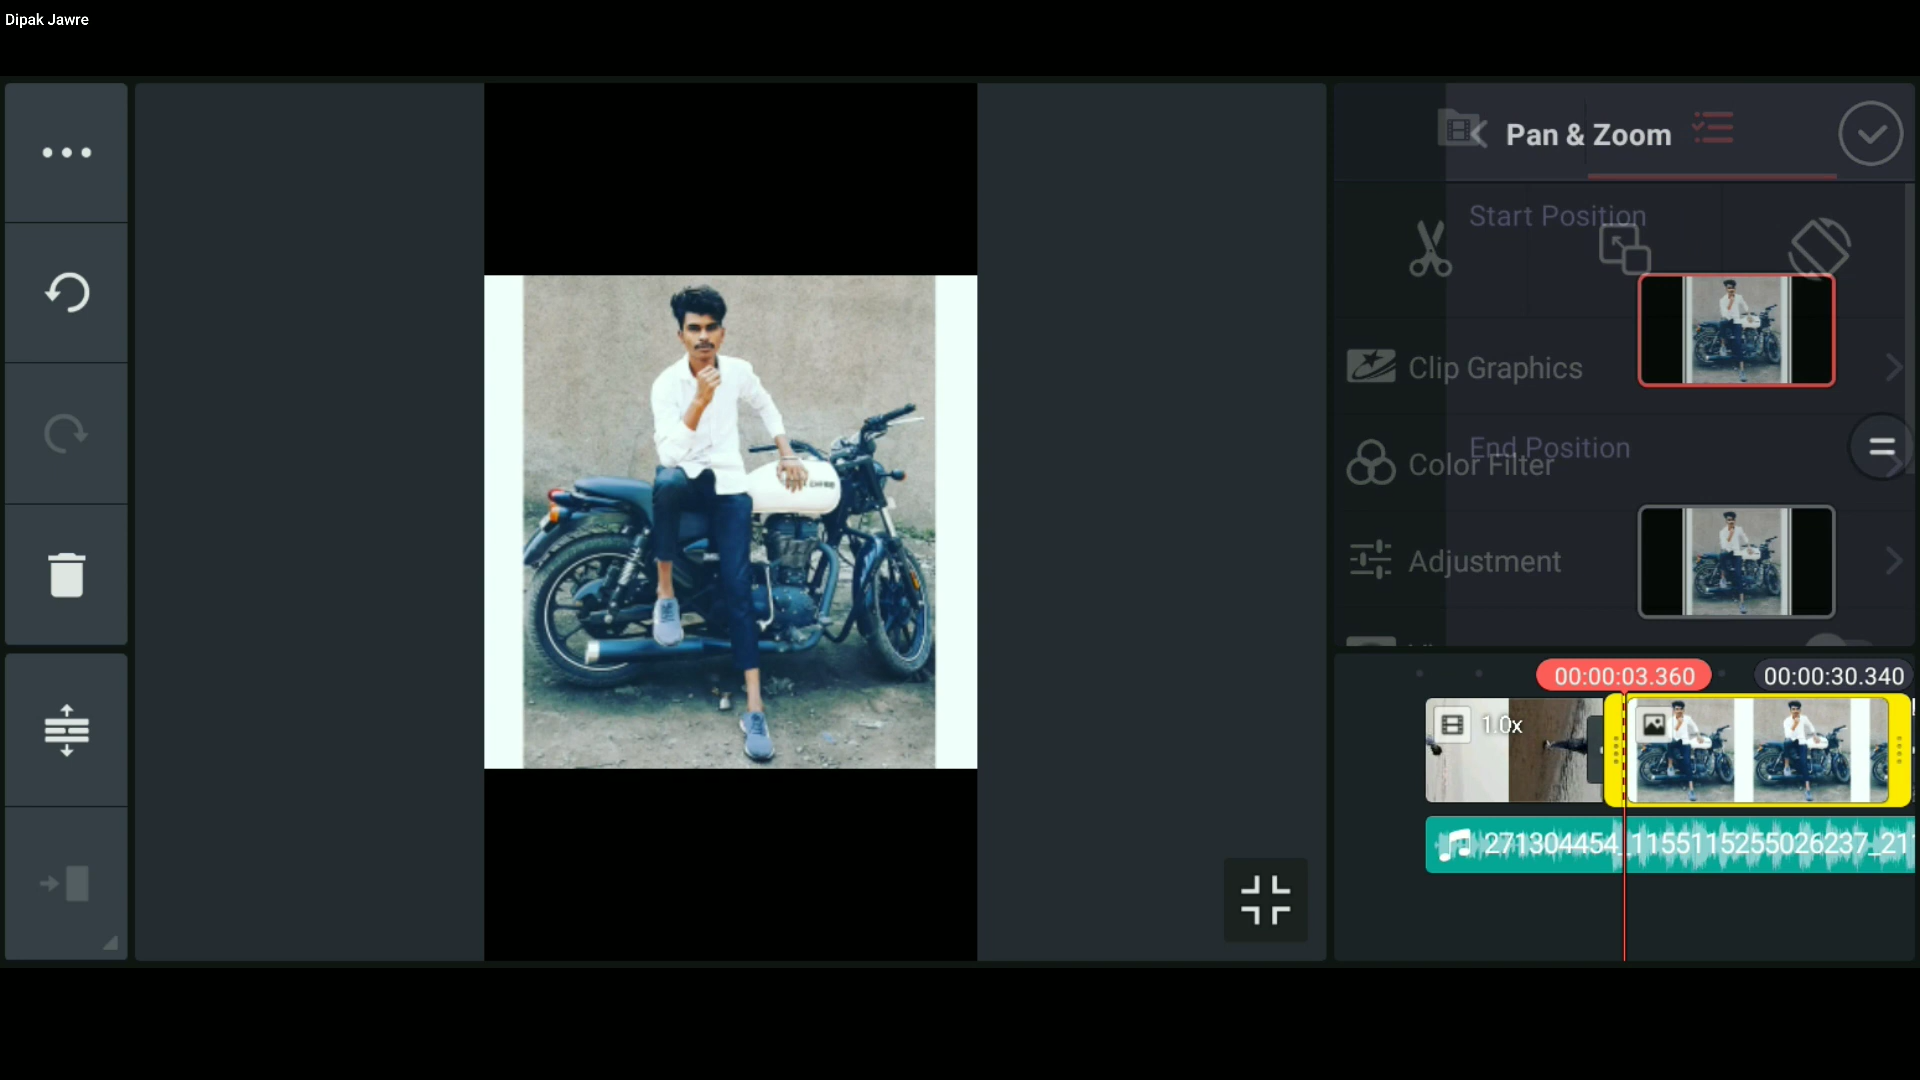 Dipak Jawre
Pan & Zoom
Start Position
Clip Graphics
End Position
Color Filter
Adjustment
00:00:03.360
00:00:30.340
1.0x
271304454_1155115255026237_21